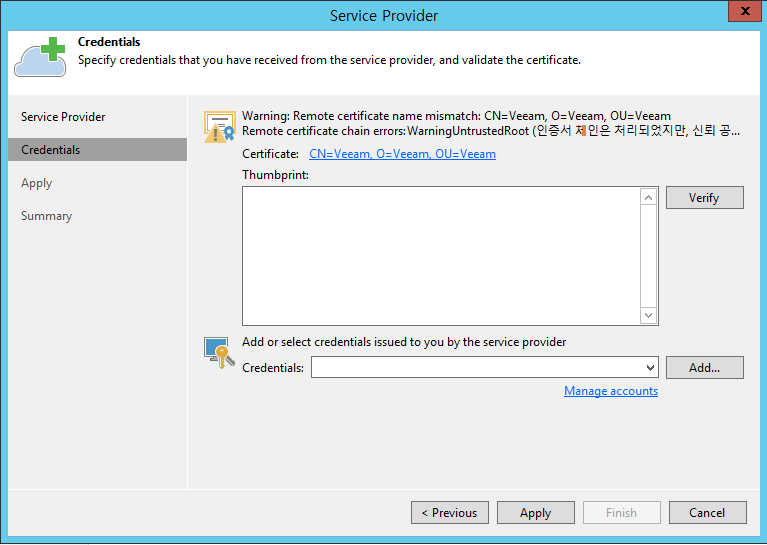 Service Provider
x
Credentials
Specify credentials that you have received from the service provider, and validate the certificate.
Service Provider
Credentials
Apply
Summary
Warning: Remote certificate name mismatch: CN=Veeam, O=Veeam, OU=Veeam
Remote certificate chain errors:WarningUntrustedRoot (인증서 체인은 처리되었지만, 신뢰 공...
Certificate: CN=Veeam, O=Veeam, OU=Veeam
Thumbprint:
Verify
Add or select credentials issued to you by the service provider
Credentials:
Add...
Manage accounts
< Previous
Apply
Finish
Cancel